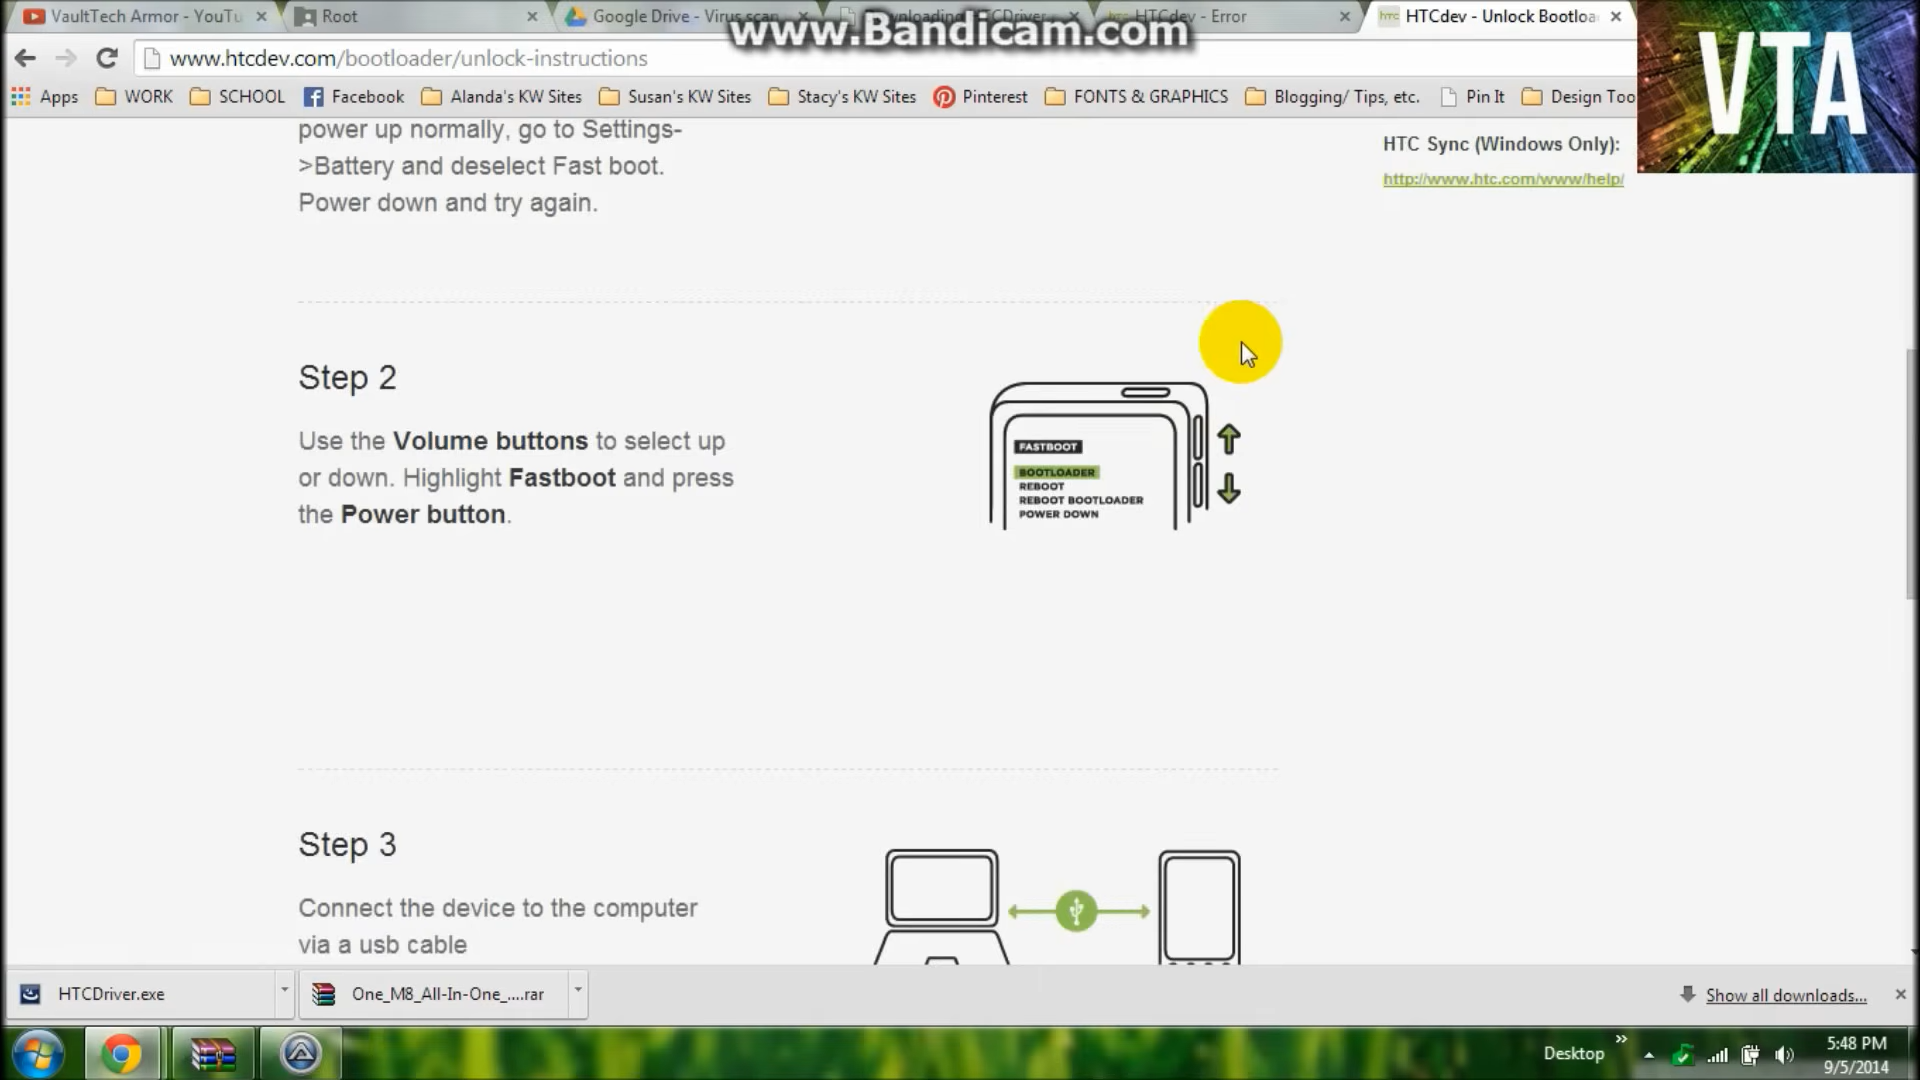 VaultTech Armor - YouTu
Root
Google Drive - Virus scan
Downloading HTCDriver
HTCdev - Error
HTCdev - Unlock Bootloa
www.Bandicam.com
www.htcdev.com/bootloader/unlock-instructions
Apps WORK SCHOOL Facebook Alanda's KW Sites Susan's KW Sites Stacy's KW Sites Pinterest FONTS & GRAPHICS Blogging/ Tips, etc. Pin It Design Too
VTA
power up normally, go to Settings-
>Battery and deselect Fast boot.
Power down and try again.
HTC Sync (Windows Only):
http://www.htc.com/www/help/
Step 2
Use the Volume buttons to select up
or down. Highlight Fastboot and press
the Power button.
FASTBOOT
BOOTLOADER
REBOOT
REBOOT BOOTLOADER
POWER DOWN
Step 3
Connect the device to the computer
via a usb cable
HTCDriver.exe
One_M8_All-In-One_....rar
Show all downloads...
Desktop
5:48 PM
9/5/2014